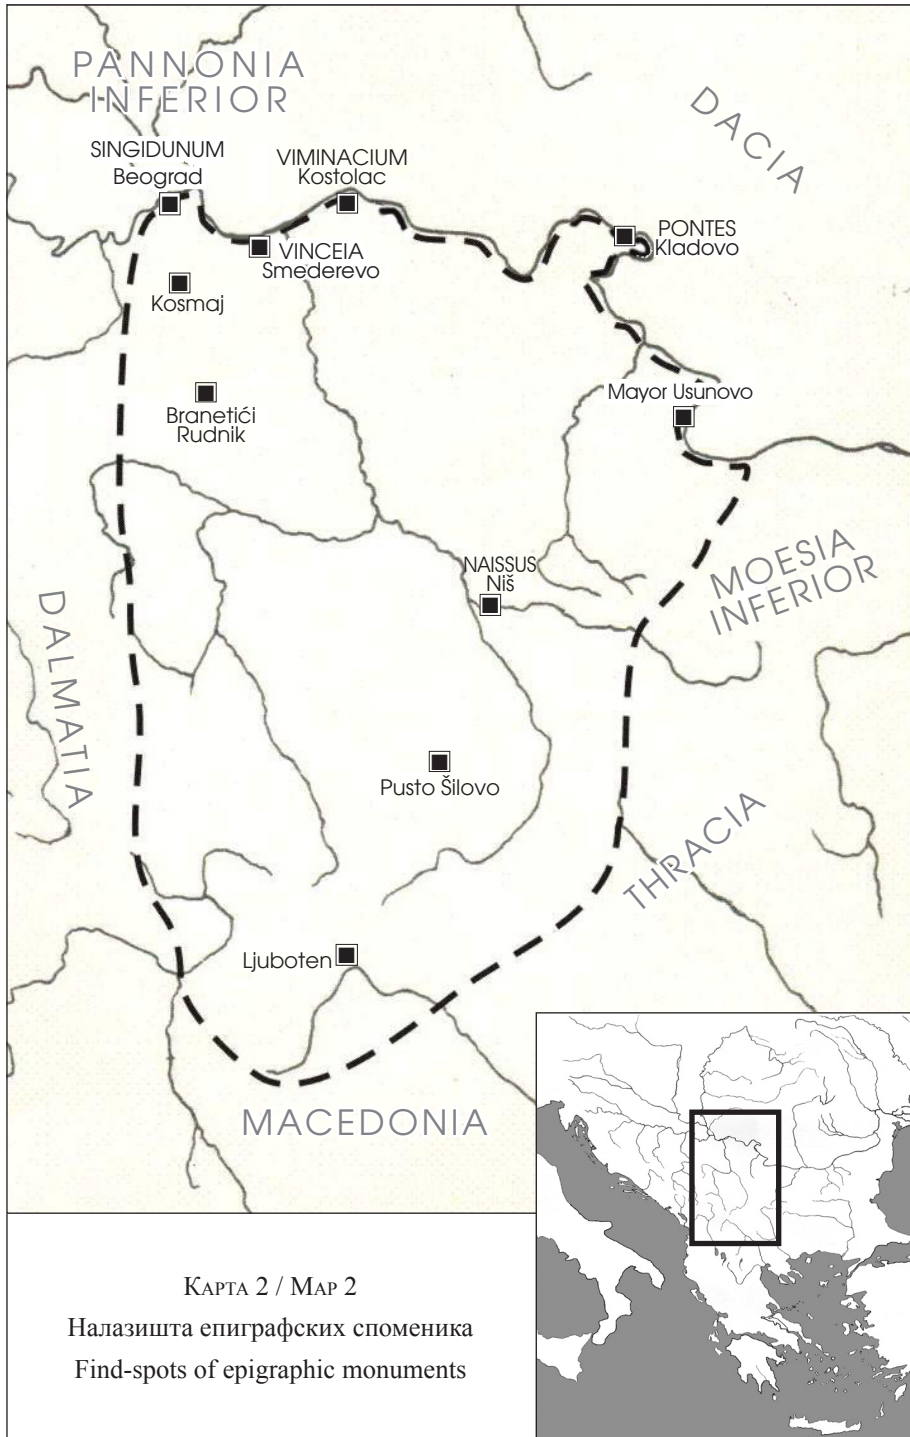 PANNONIA
INFERIOR
DACIA
SINGIDUNUM
Beograd
VIMINACIUM
Kostolac
PONTES
Kladovo
VINCEIA
Smederevo
Kosmaj
Mayor Usunovo
Branetići
Rudnik
NAISSUS
Niš
MOESIA
INFERIOR
DALMATIA
Pusto Šilovo
THRACIA
Ljuboten
MACEDONIA
Карта 2 / Map 2
Налазишта епиграфских споменика
Find-spots of epigraphic monuments